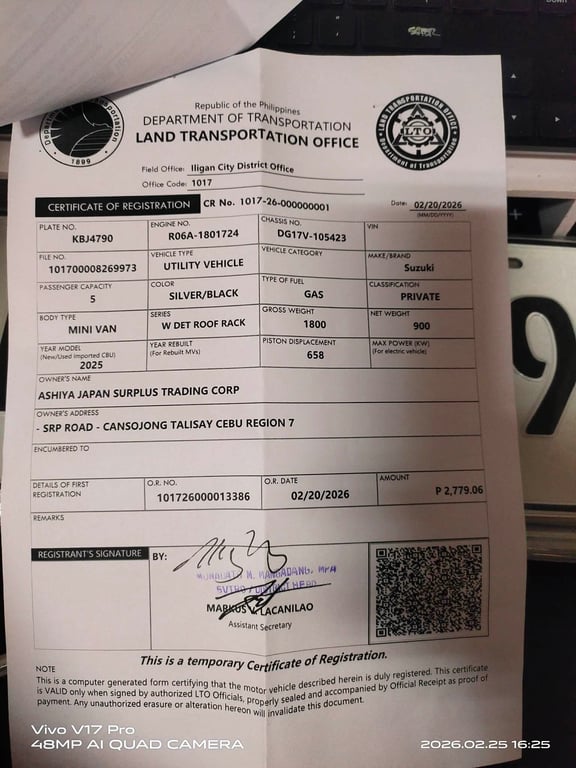 Republic of the Philippines
DEPARTMENT OF TRANSPORTATION
LAND TRANSPORTATION OFFICE
1899
LAND TRANSPORTATION OFFICE
LTO
Department of Transportation
Field Office: Iligan City District Office
Office Code: 1017
CERTIFICATE OF REGISTRATION CR No. 1017-26-000000001 Date: 02/20/2026
(MM/DD/YYYY)
PLATE NO. ENGINE NO. CHASSIS NO. VIN
KBJ4790 R06A-1801724 DG17V-105423
FILE NO. VEHICLE TYPE VEHICLE CATEGORY MAKE/BRAND
101700008269973 UTILITY VEHICLE Suzuki
PASSENGER CAPACITY COLOR TYPE OF FUEL CLASSIFICATION
5 SILVER/BLACK GAS PRIVATE
BODY TYPE SERIES GROSS WEIGHT NET WEIGHT
MINI VAN W DET ROOF RACK 1800 900
YEAR MODEL YEAR REBUILT PISTON DISPLACEMENT MAX POWER (KW)
(New/Used imported CBU) (For Rebuilt MVs) 658 (For electric vehicle)
2025
OWNER'S NAME
ASHIYA JAPAN SURPLUS TRADING CORP
OWNER'S ADDRESS
- SRP ROAD - CANSOJONG TALISAY CEBU REGION 7
ENCUMBERED TO
DETAILS OF FIRST REGISTRATION O.R. NO. O.R. DATE AMOUNT
101726000013386 02/20/2026 P 2,779.06
REMARKS
REGISTRANT'S SIGNATURE BY:
MARKUS V. LACANILAO
Assistant Secretary
This is a temporary Certificate of Registration.
NOTE
This is a computer generated form certifying that the motor vehicle described herein is duly registered. This certificate
is VALID only when signed by authorized LTO Officials, properly sealed and accompanied by Official Receipt as proof of
payment. Any unauthorized erasure or alteration hereon will invalidate this document.
9
Vivo V17 Pro
48MP AI QUAD CAMERA
2026.02.25 16:25